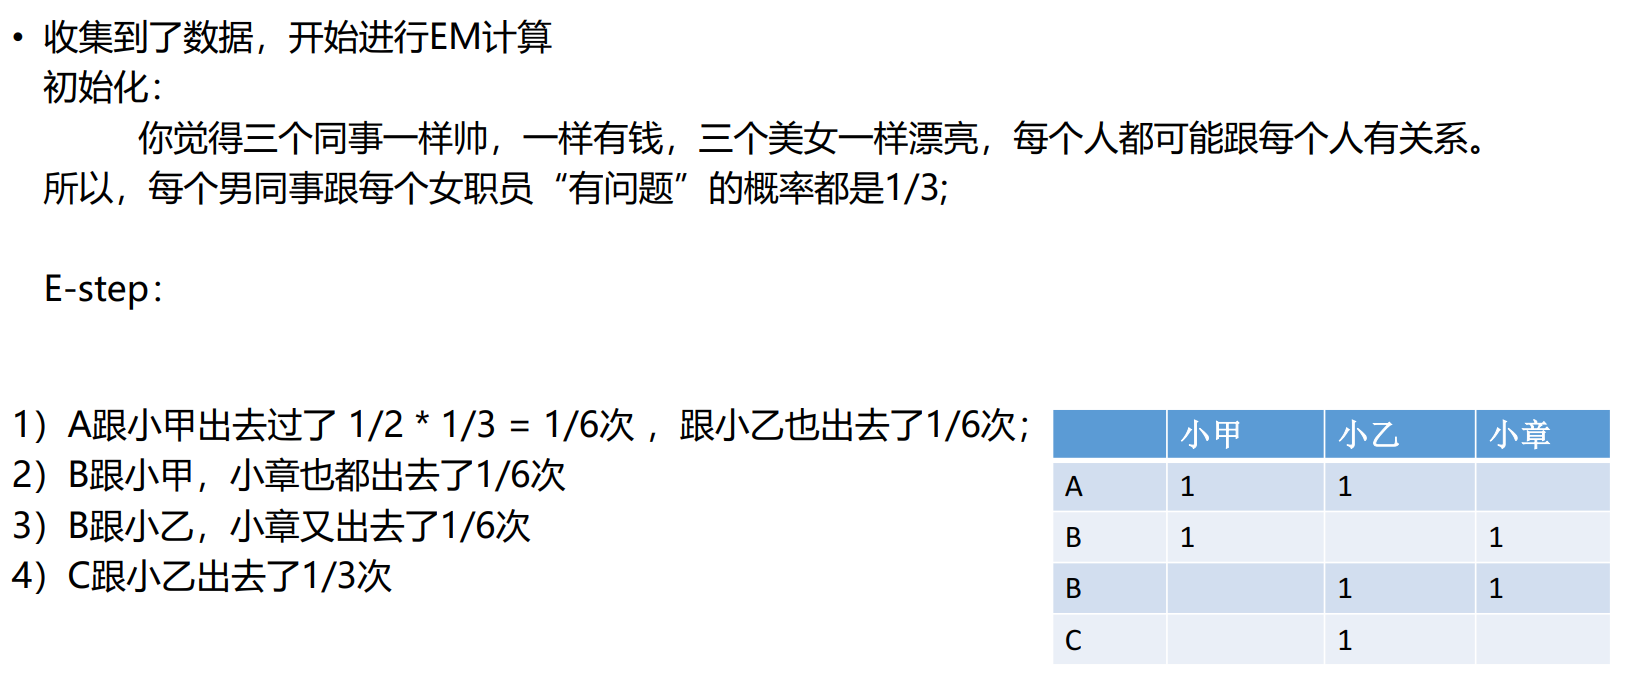 • 收集到了数据，开始进行EM计算
初始化：
你觉得三个同事一样帅，一样有钱，三个美女一样漂亮，每个人都可能跟每个人有关系。
所以，每个男同事跟每个女职员“有问题”的概率都是1/3;
E-step：
1）A跟小甲出去过了 1/2 * 1/3 = 1/6次 ，跟小乙也出去了1/6次；
2）B跟小甲，小章也都出去了1/6次
3）B跟小乙，小章又出去了1/6次
4）C跟小乙出去了1/3次
小甲 小乙 小章
A 1 1
B 1 1
B 1 1
C 1